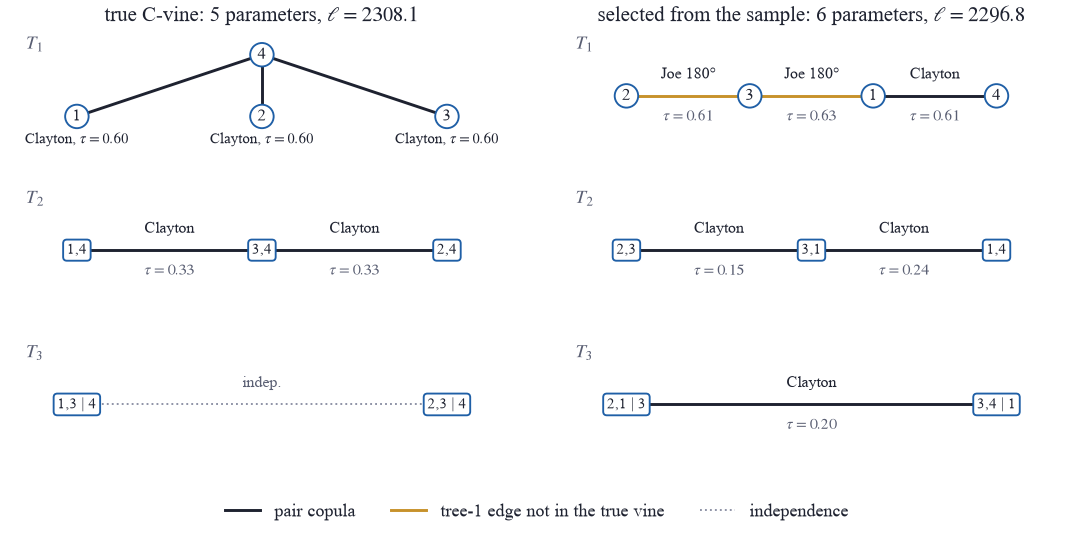 true C-vine: 5 parameters, ℓ = 2308.1
T₁
4
1
2
3
Clayton, τ = 0.60
Clayton, τ = 0.60
Clayton, τ = 0.60
T₂
Clayton
Clayton
1,4
3,4
2,4
τ = 0.33
τ = 0.33
T₃
indep.
1,3 | 4
2,3 | 4
selected from the sample: 6 parameters, ℓ = 2296.8
T₁
Joe 180°
Joe 180°
Clayton
2
3
1
4
τ = 0.61
τ = 0.63
τ = 0.61
T₂
Clayton
Clayton
2,3
3,1
1,4
τ = 0.15
τ = 0.24
T₃
Clayton
2,1 | 3
3,4 | 1
τ = 0.20
pair copula
tree-1 edge not in the true vine
independence